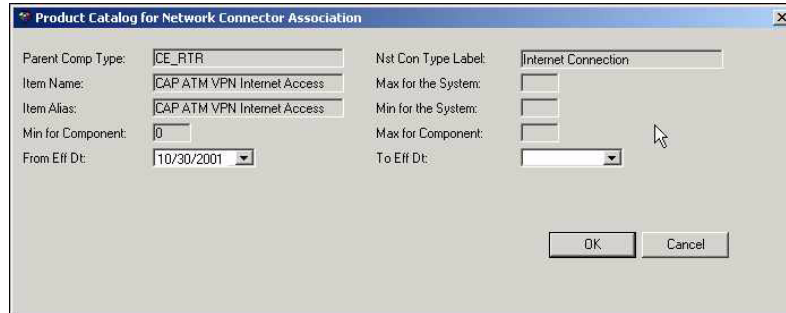 Product Catalog for Network Connector Association
Parent Comp Type: CE_RTR Nst Con Type Label: Internet Connection
Item Name: CAP ATM VPN Internet Access Max for the System:
Item Alias: CAP ATM VPN Internet Access Min for the System:
Min for Component: 0 Max for Component:
From Eff Dt: 10/30/2001 To Eff Dt:
OK Cancel